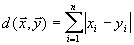 d(x⃗, y⃗) = ∑_{i=1}^{n} |x_i − y_i|